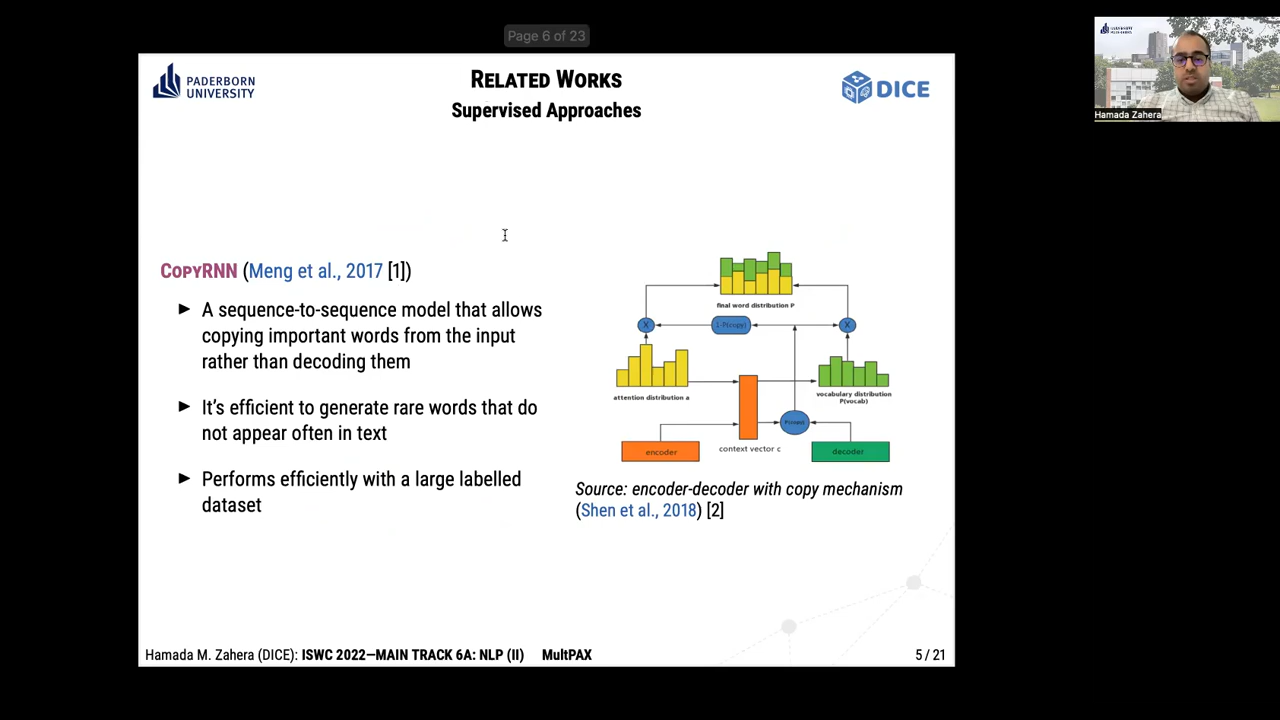 Page 6 of 23
PADERBORN
UNIVERSITY
RELATED WORKS
Supervised Approaches
DICE
Hamada Zahera
COPYRNN (Meng et al., 2017 [1])
► A sequence-to-sequence model that allows
copying important words from the input
rather than decoding them
► It's efficient to generate rare words that do
not appear often in text
► Performs efficiently with a large labelled
dataset
final word distribution P
X
1-P(copy)
X
attention distribution a
vocabulary distribution
P(vocab)
P(copy)
encoder
context vector c
decoder
Source: encoder-decoder with copy mechanism
(Shen et al., 2018) [2]
Hamada M. Zahera (DICE): ISWC 2022—MAIN TRACK 6A: NLP (II) MultPAX
5 / 21